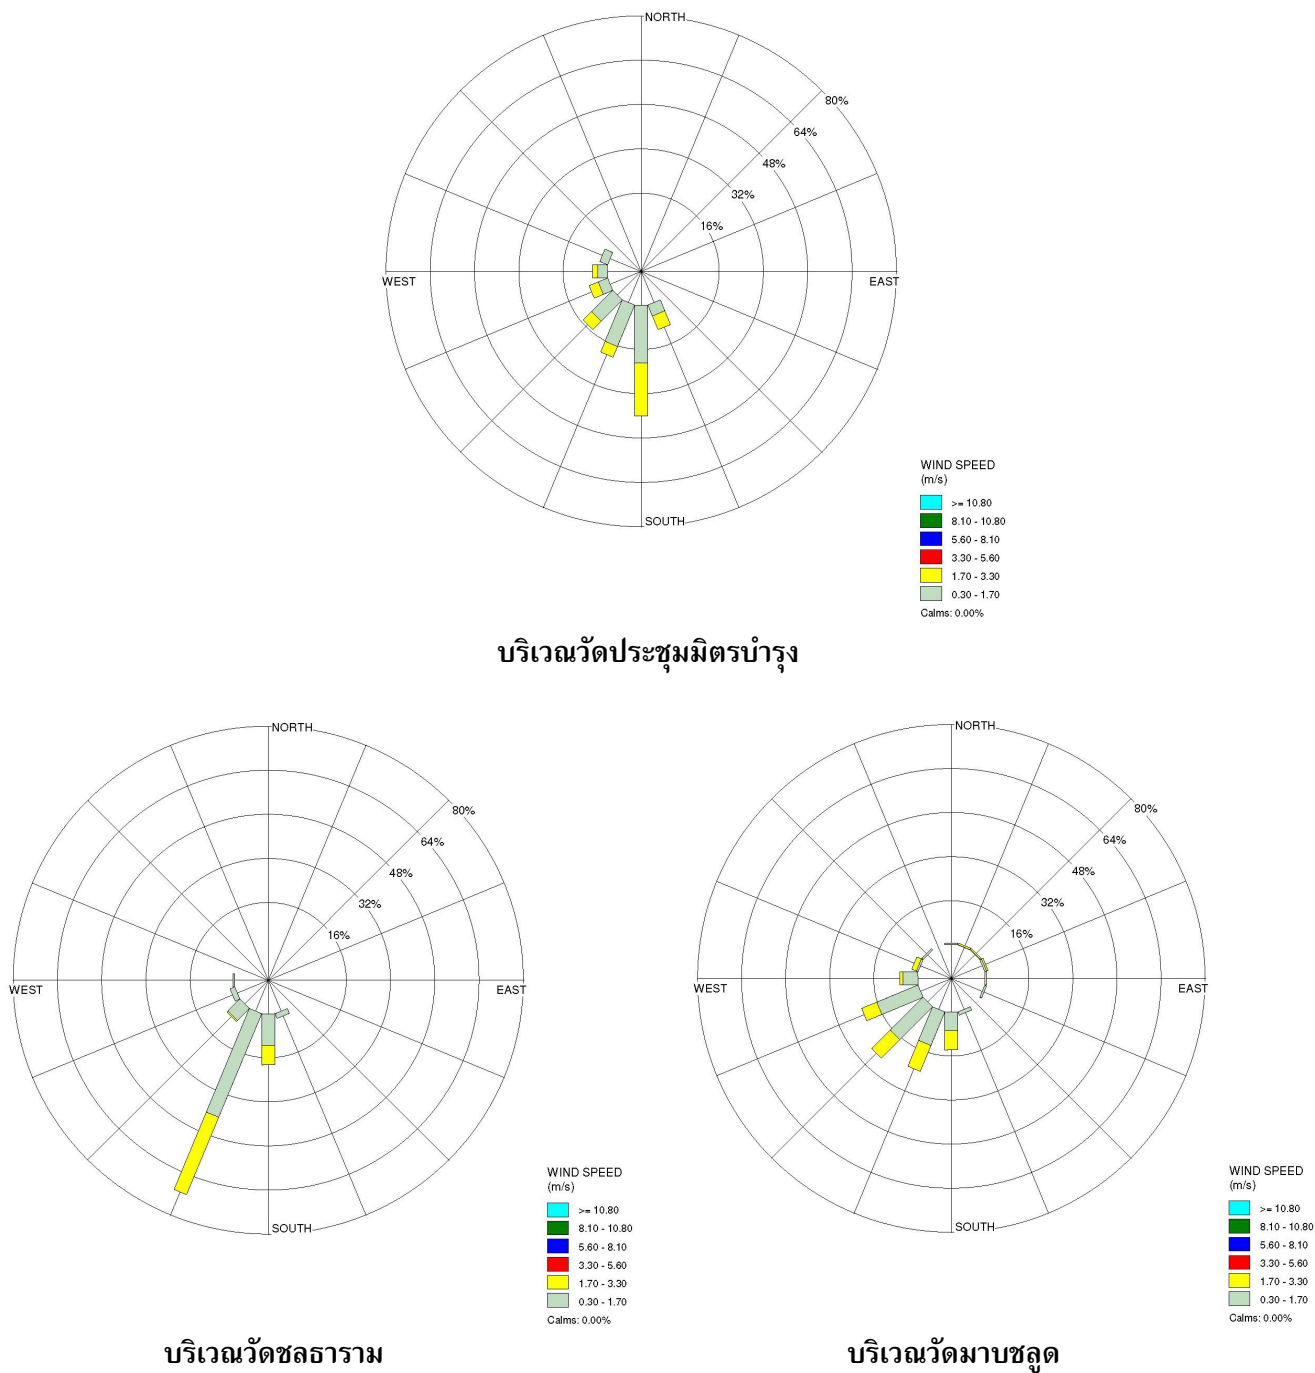 NORTH
80%
64%
48%
32%
16%
WEST
EAST
SOUTH
WIND SPEED
(m/s)
>= 10.80
8.10 - 10.80
5.60 - 8.10
3.30 - 5.60
1.70 - 3.30
0.30 - 1.70
Calms: 0.00%
บริเวณวัดประชุมมิตรบำรุง
NORTH
80%
64%
48%
32%
16%
WEST
EAST
SOUTH
WIND SPEED
(m/s)
>= 10.80
8.10 - 10.80
5.60 - 8.10
3.30 - 5.60
1.70 - 3.30
0.30 - 1.70
Calms: 0.00%
บริเวณวัดชลธาราม
NORTH
80%
64%
48%
32%
16%
WEST
EAST
SOUTH
WIND SPEED
(m/s)
>= 10.80
8.10 - 10.80
5.60 - 8.10
3.30 - 5.60
1.70 - 3.30
0.30 - 1.70
Calms: 0.00%
บริเวณวัดมาบชลูด